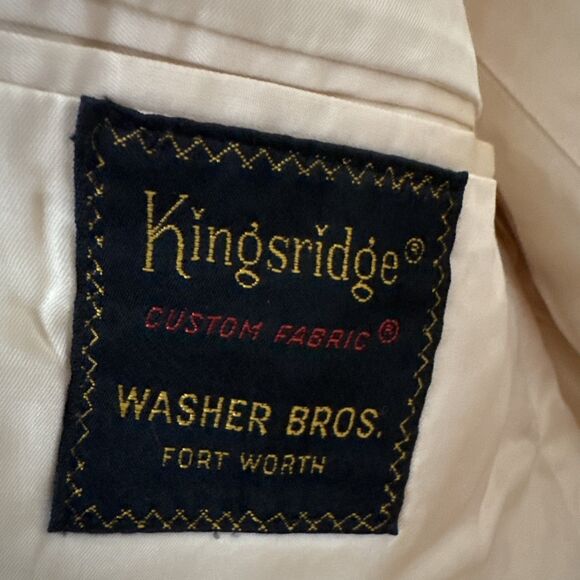 Kingsridge®
CUSTOM FABRIC®
WASHER BROS.
FORT WORTH